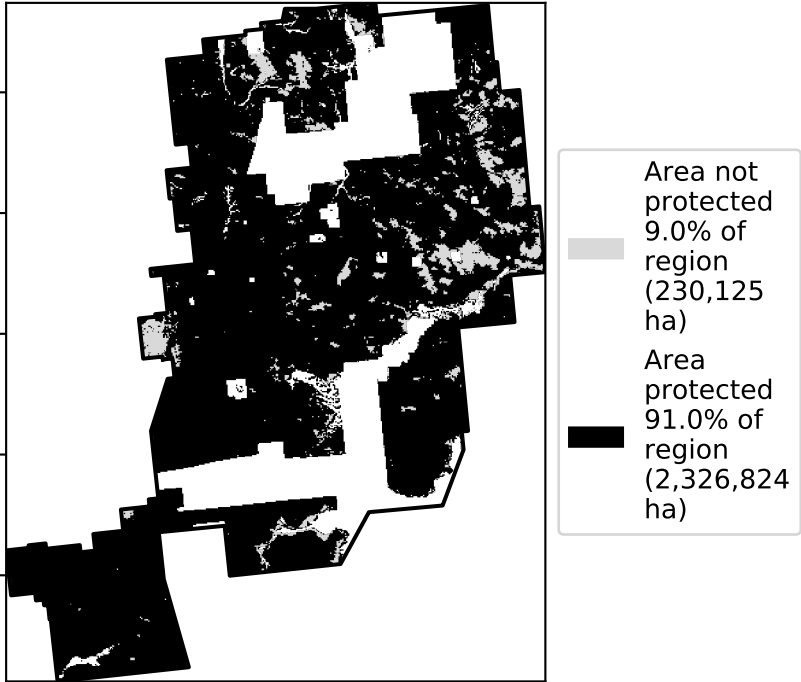 Area not
protected
9.0% of
region
(230,125
ha)
Area
protected
91.0% of
region
(2,326,824
ha)